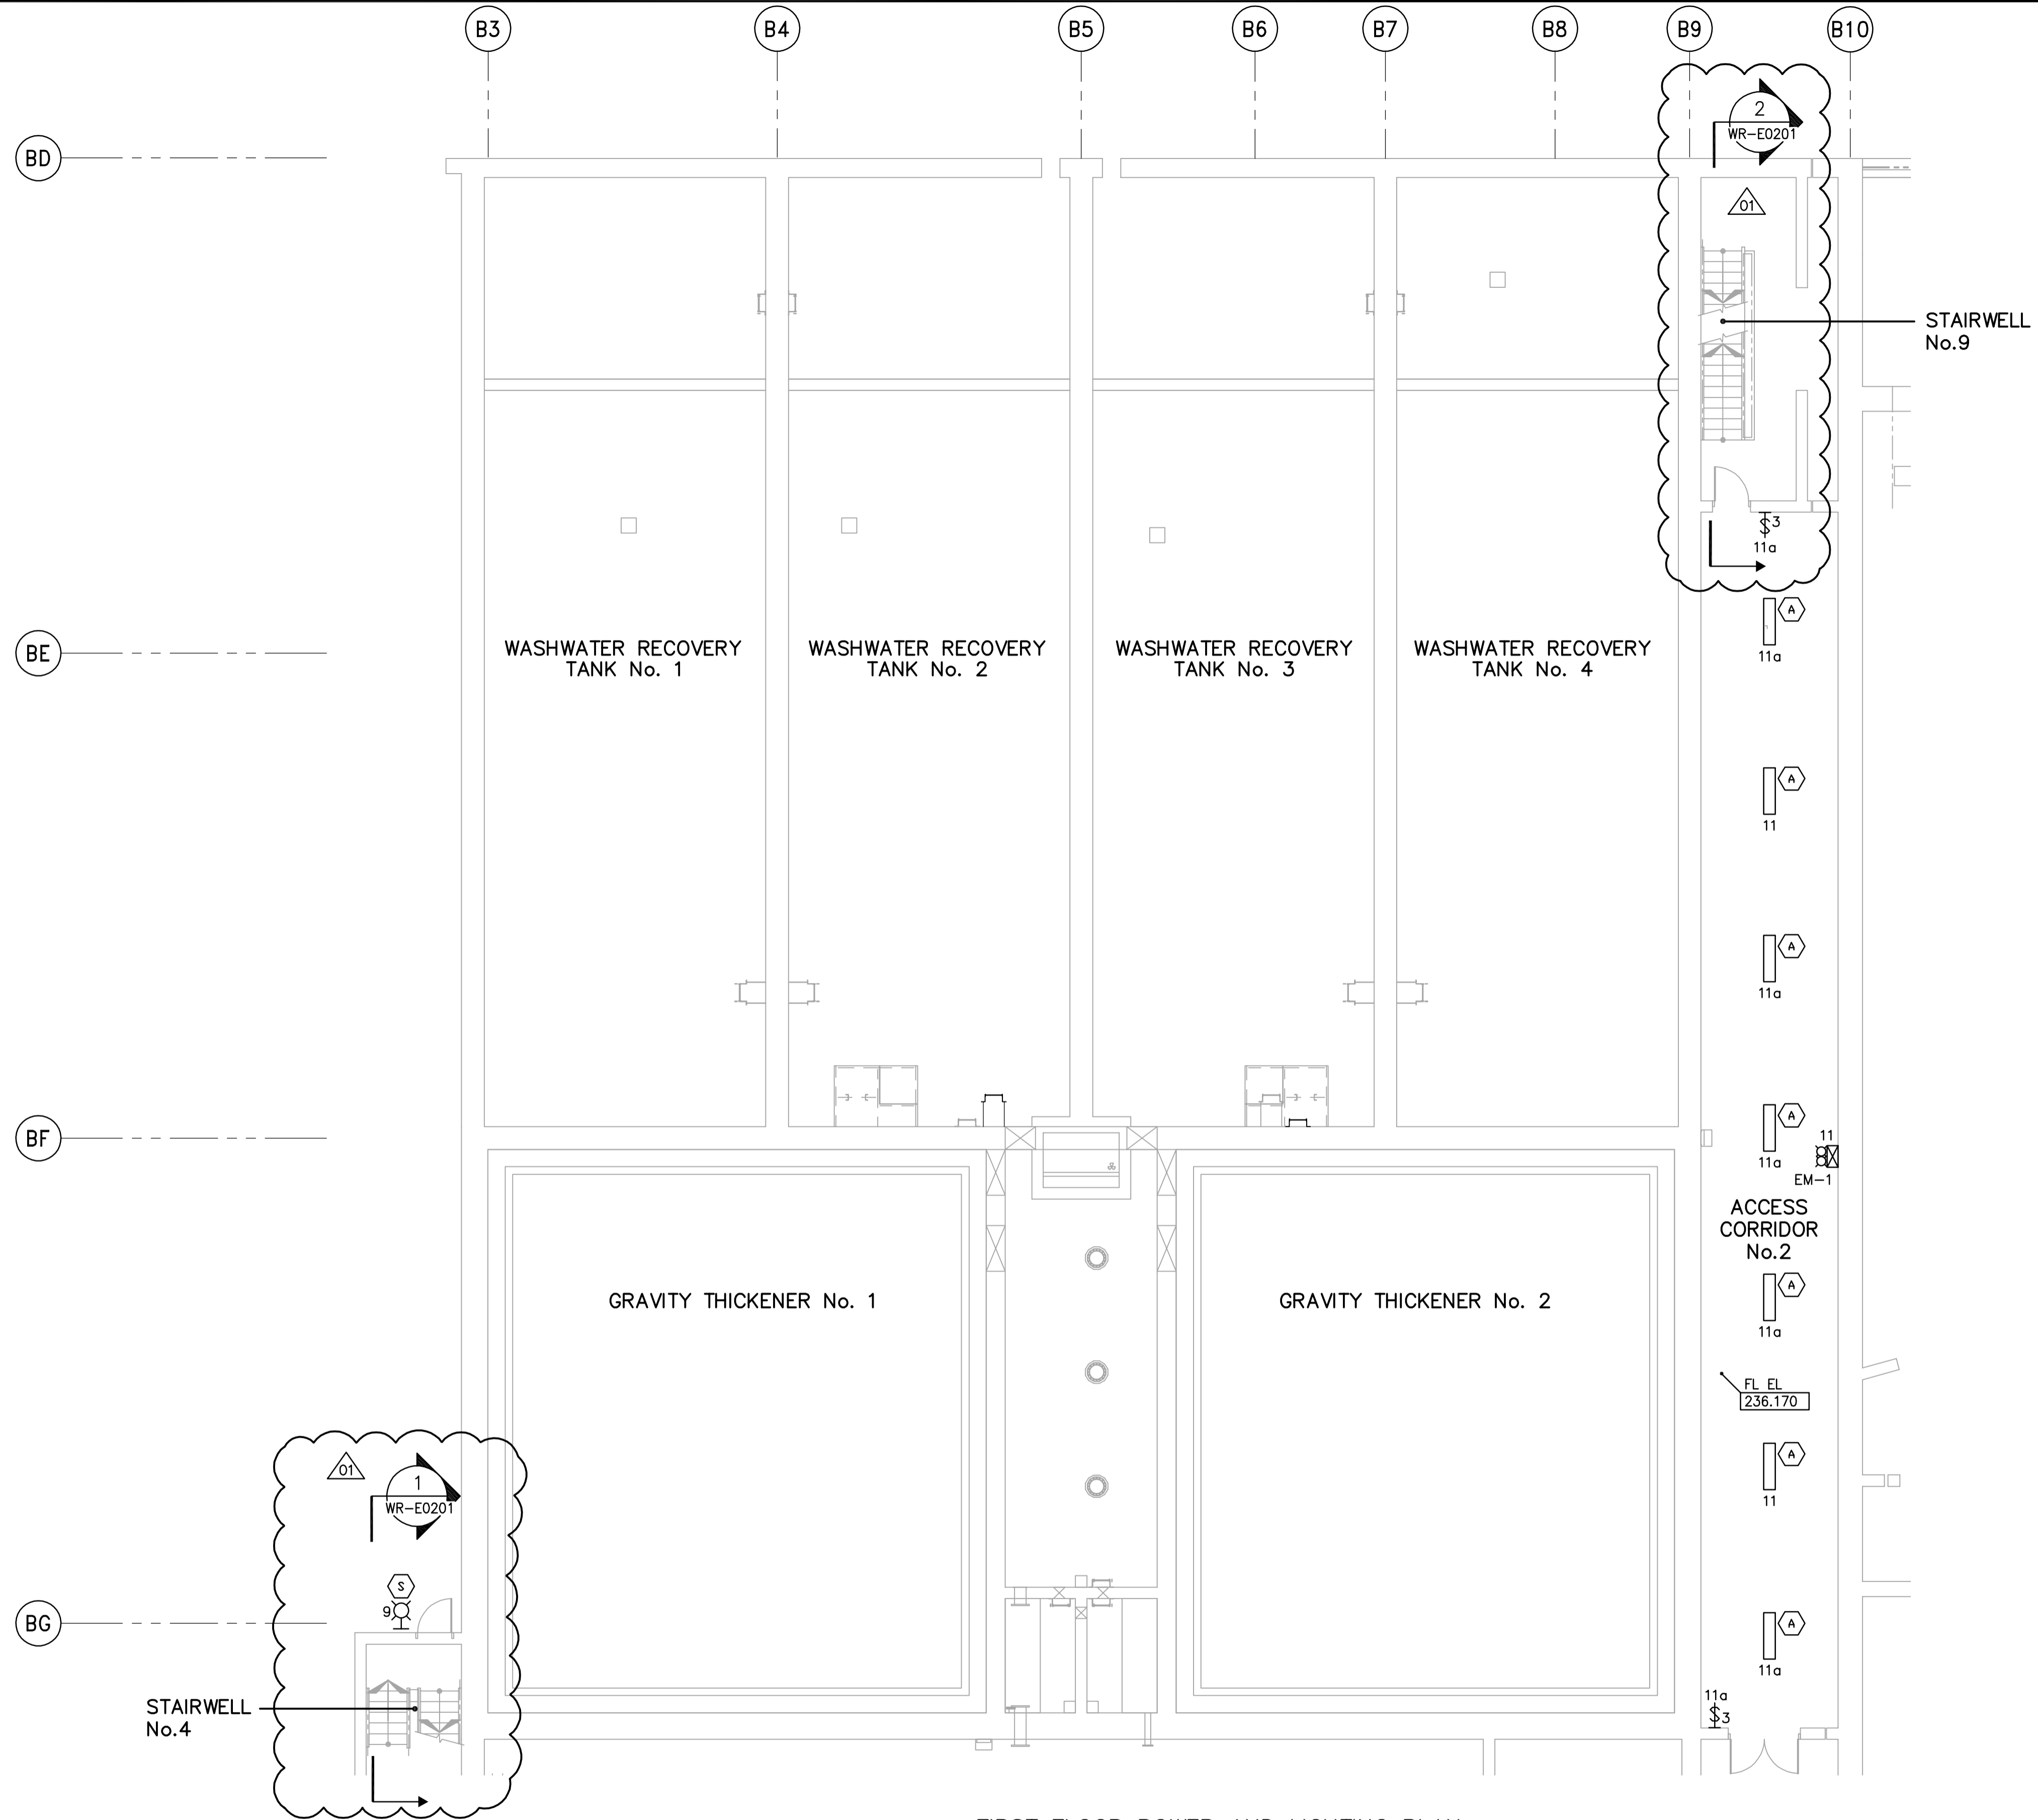 B3 B4 B5 B6 B7 B8 B9 B10
BD
2
WR-E0201
01
STAIRWELL
No.9
3
11a
A
11a
BE
WASHWATER RECOVERY
TANK No. 1
WASHWATER RECOVERY
TANK No. 2
WASHWATER RECOVERY
TANK No. 3
WASHWATER RECOVERY
TANK No. 4
A
11
A
11a
BF
A
11a
11
EM-1
ACCESS
CORRIDOR
No.2
GRAVITY THICKENER No. 1
GRAVITY THICKENER No. 2
A
11a
FL EL
236.170
01
1
WR-E0201
A
11
S
9
BG
A
11a
STAIRWELL
No.4
11a
3